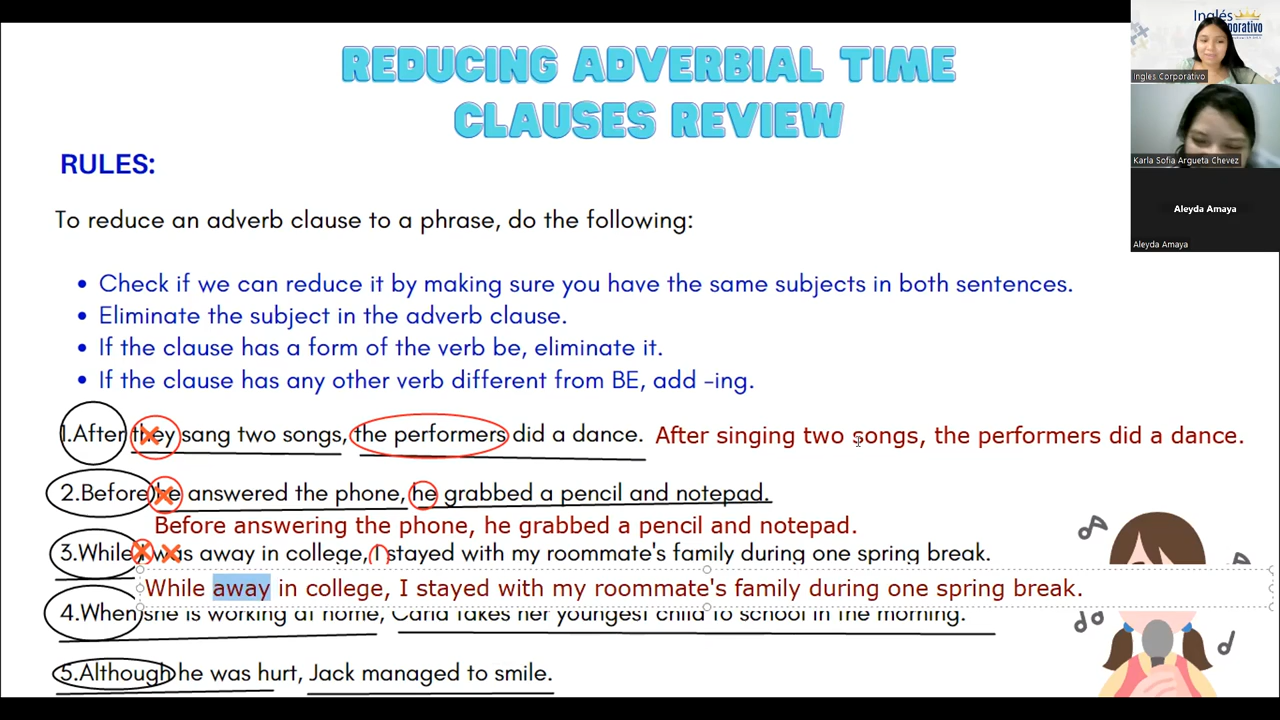 REDUCING ADVERBIAL TIME
CLAUSES REVIEW
RULES:
To reduce an adverb clause to a phrase, do the following:
• Check if we can reduce it by making sure you have the same subjects in both sentences.
• Eliminate the subject in the adverb clause.
• If the clause has a form of the verb be, eliminate it.
• If the clause has any other verb different from BE, add -ing.
1.After they sang two songs, the performers did a dance. After singing two songs, the performers did a dance.
2.Before he answered the phone, he grabbed a pencil and notepad.
Before answering the phone, he grabbed a pencil and notepad.
3.While I was away in college, I stayed with my roommate's family during one spring break.
While away in college, I stayed with my roommate's family during one spring break.
4.When she is working at home, Carla takes her youngest child to school in the morning.
5.Although he was hurt, Jack managed to smile.
Inglés
Ingles Corporativo
Karla Sofia Argueta Chevez
Aleyda Amaya
Aleyda Amaya